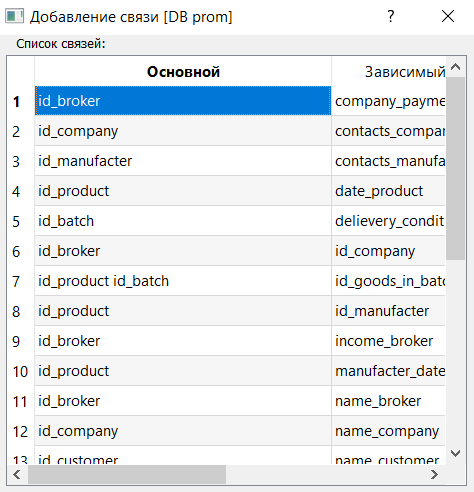 Добавление связи [DB prom]
Список связей:
Основной Зависимый
1 id_broker company_payme
2 id_company contacts_compar
3 id_manufacter contacts_manufa
4 id_product date_product
5 id_batch delievery_condit
6 id_broker id_company
7 id_product id_batch id_goods_in_batc
8 id_product id_manufacter
9 id_broker income_broker
10 id_product manufacter_date
11 id_broker name_broker
12 id_company name_company
13 id_customer name_customer